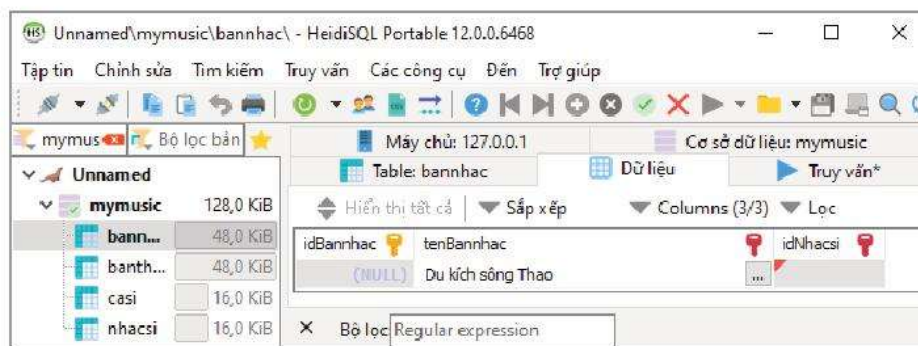 Unnamed\mymusic\bannhac\ - HeidiSQL Portable 12.0.0.6468
Tập tin Chỉnh sửa Tìm kiếm Truy vấn Các công cụ Đến Trợ giúp
mymus Bộ lọc bản
Máy chủ: 127.0.0.1 Cơ sở dữ liệu: mymusic
Unnamed
Table: bannhac Dữ liệu Truy vấn*
mymusic 128,0 KiB
Hiển thị tất cả Sắp xếp Columns (3/3) Lọc
bann... 48,0 KiB
idBannhac tenBannhac idNhacsi
banth... 48,0 KiB
(NULL) Du kích sông Thao ...
casi 16,0 KiB
nhacsi 16,0 KiB
Bộ lọc: Regular expression